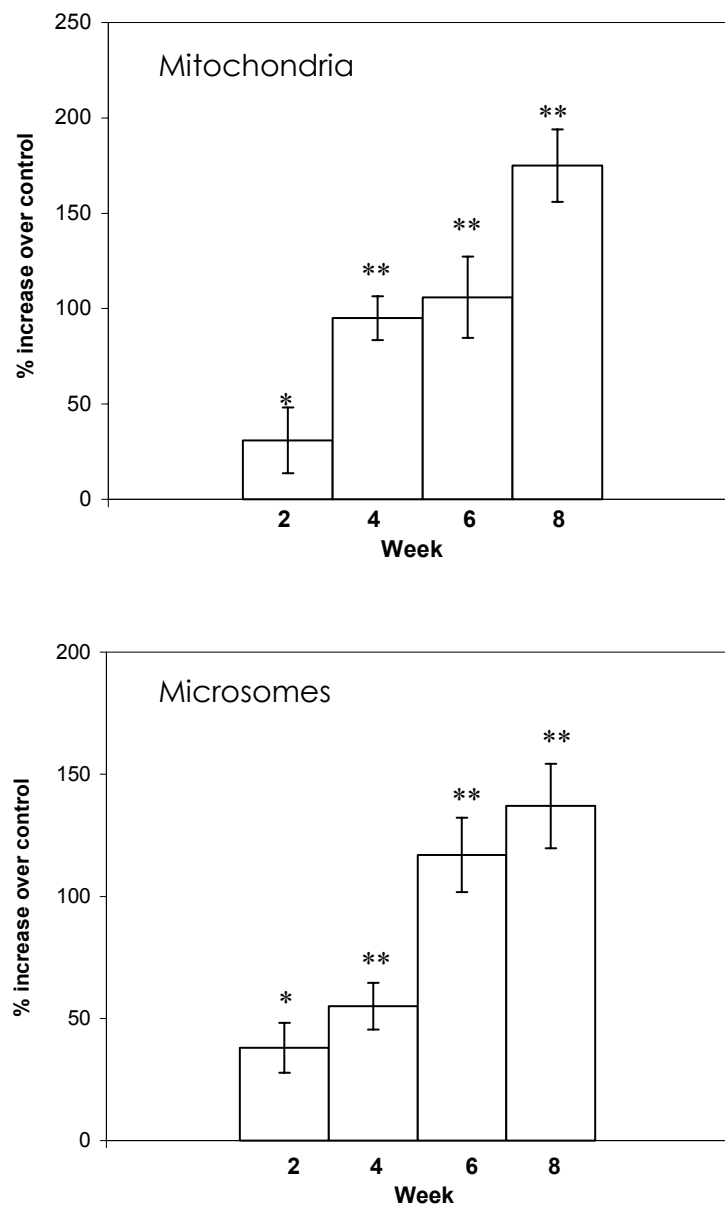 250
Mitochondria
**
200
150
**
**
100
50
*
0
2 4 6 8
Week
% increase over control
200
Microsomes
**
150
**
100
**
50
*
0
2 4 6 8
Week
% increase over control